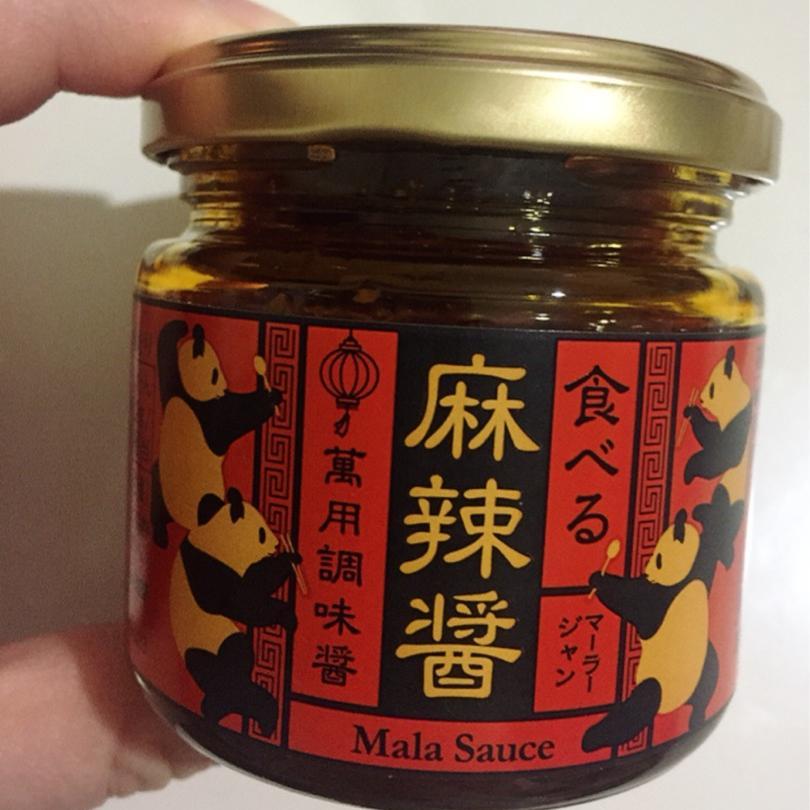 食べる
マーラー
ジャン
麻辣醤
萬用調味醤
Mala Sauce